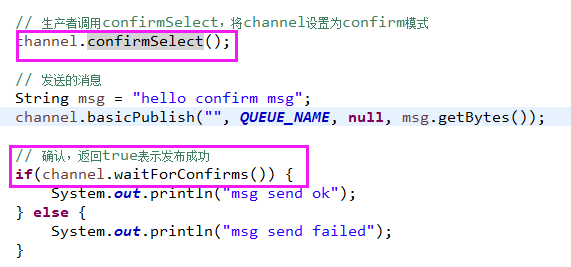 // 生产者调用confirmSelect，将channel设置为confirm模式
channel.confirmSelect();
// 发送的消息
String msg = "hello confirm msg";
channel.basicPublish("", QUEUE_NAME, null, msg.getBytes());
// 确认，返回true表示发布成功
if(channel.waitForConfirms()) {
System.out.println("msg send ok");
} else {
System.out.println("msg send failed");
}